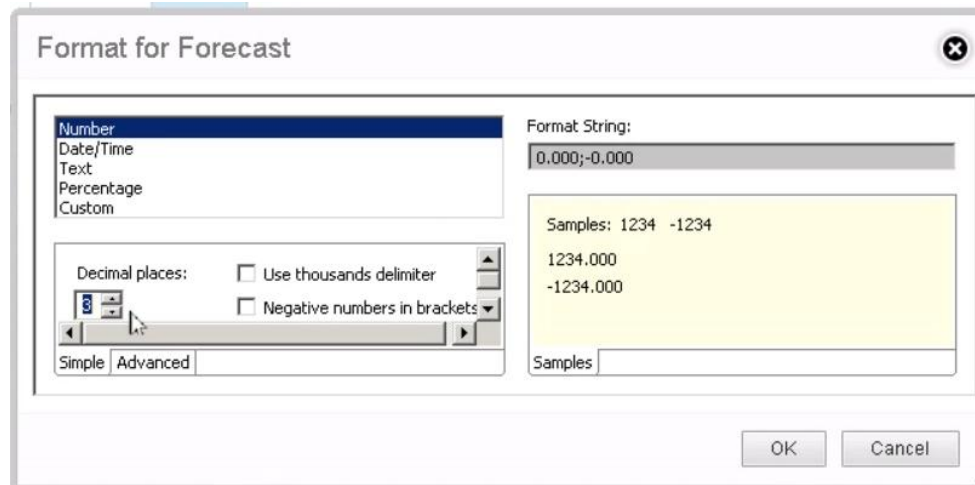 Format for Forecast
Number
Date/Time
Text
Percentage
Custom
Format String:
0.000;-0.000
Decimal places:
3
Use thousands delimiter
Negative numbers in brackets
Simple
Advanced
Samples: 1234 -1234
1234.000
-1234.000
Samples
OK
Cancel